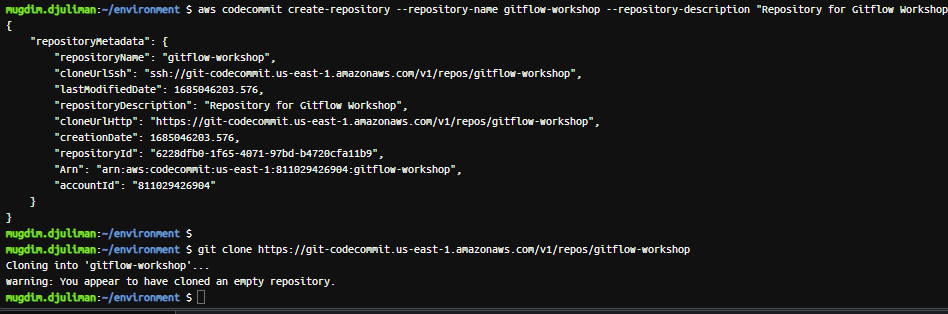 mugdim.djuliman:~/environment $ aws codecommit create-repository --repository-name gitflow-workshop --repository-description "Repository for Gitflow Workshop
{
    "repositoryMetadata": {
        "repositoryName": "gitflow-workshop",
        "cloneUrlSsh": "ssh://git-codecommit.us-east-1.amazonaws.com/v1/repos/gitflow-workshop",
        "lastModifiedDate": 1685046203.576,
        "repositoryDescription": "Repository for Gitflow Workshop",
        "cloneUrlHttp": "https://git-codecommit.us-east-1.amazonaws.com/v1/repos/gitflow-workshop",
        "creationDate": 1685046203.576,
        "repositoryId": "6228dfb0-1f65-4071-97bd-b4720cfa11b9",
        "Arn": "arn:aws:codecommit:us-east-1:811029426904:gitflow-workshop",
        "accountId": "811029426904"
    }
}
mugdim.djuliman:~/environment $
mugdim.djuliman:~/environment $ git clone https://git-codecommit.us-east-1.amazonaws.com/v1/repos/gitflow-workshop
Cloning into 'gitflow-workshop'...
warning: You appear to have cloned an empty repository.
mugdim.djuliman:~/environment $